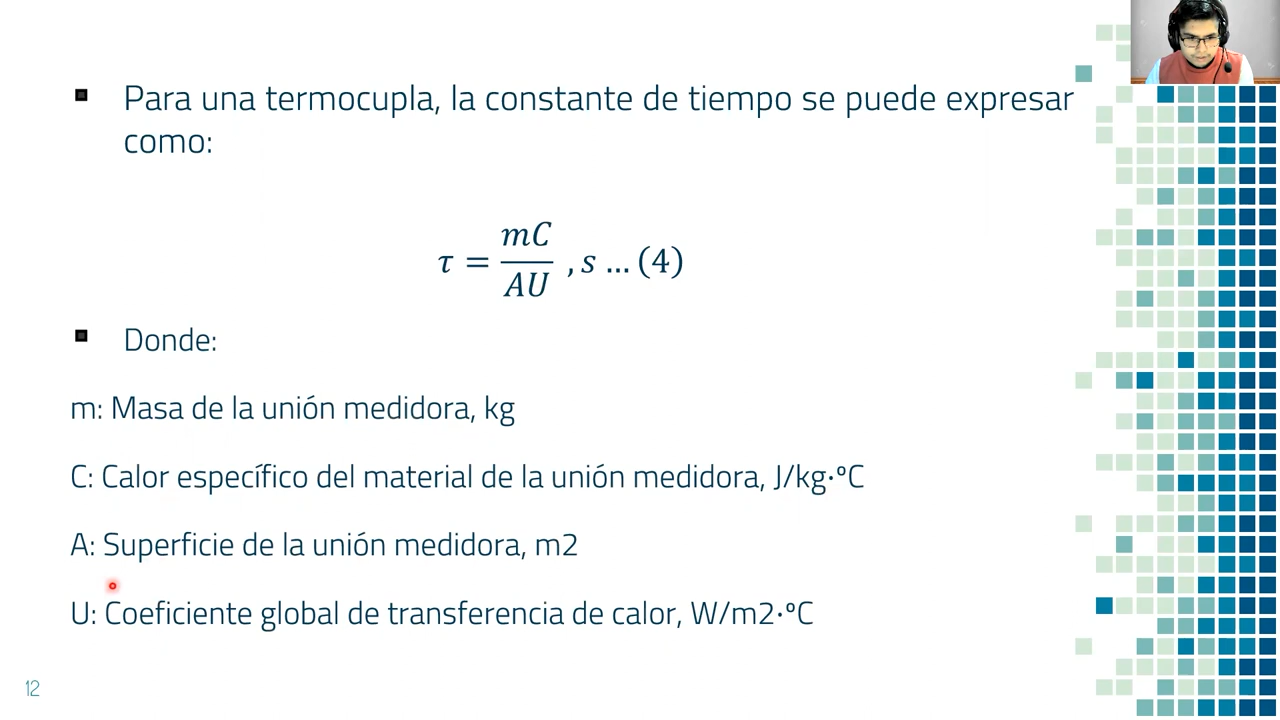 Para una termocupla, la constante de tiempo se puede expresar
como:
τ = mC / AU , s … (4)
Donde:
m: Masa de la unión medidora, kg
C: Calor específico del material de la unión medidora, J/kg·ºC
A: Superficie de la unión medidora, m2
U: Coeficiente global de transferencia de calor, W/m2·ºC
12